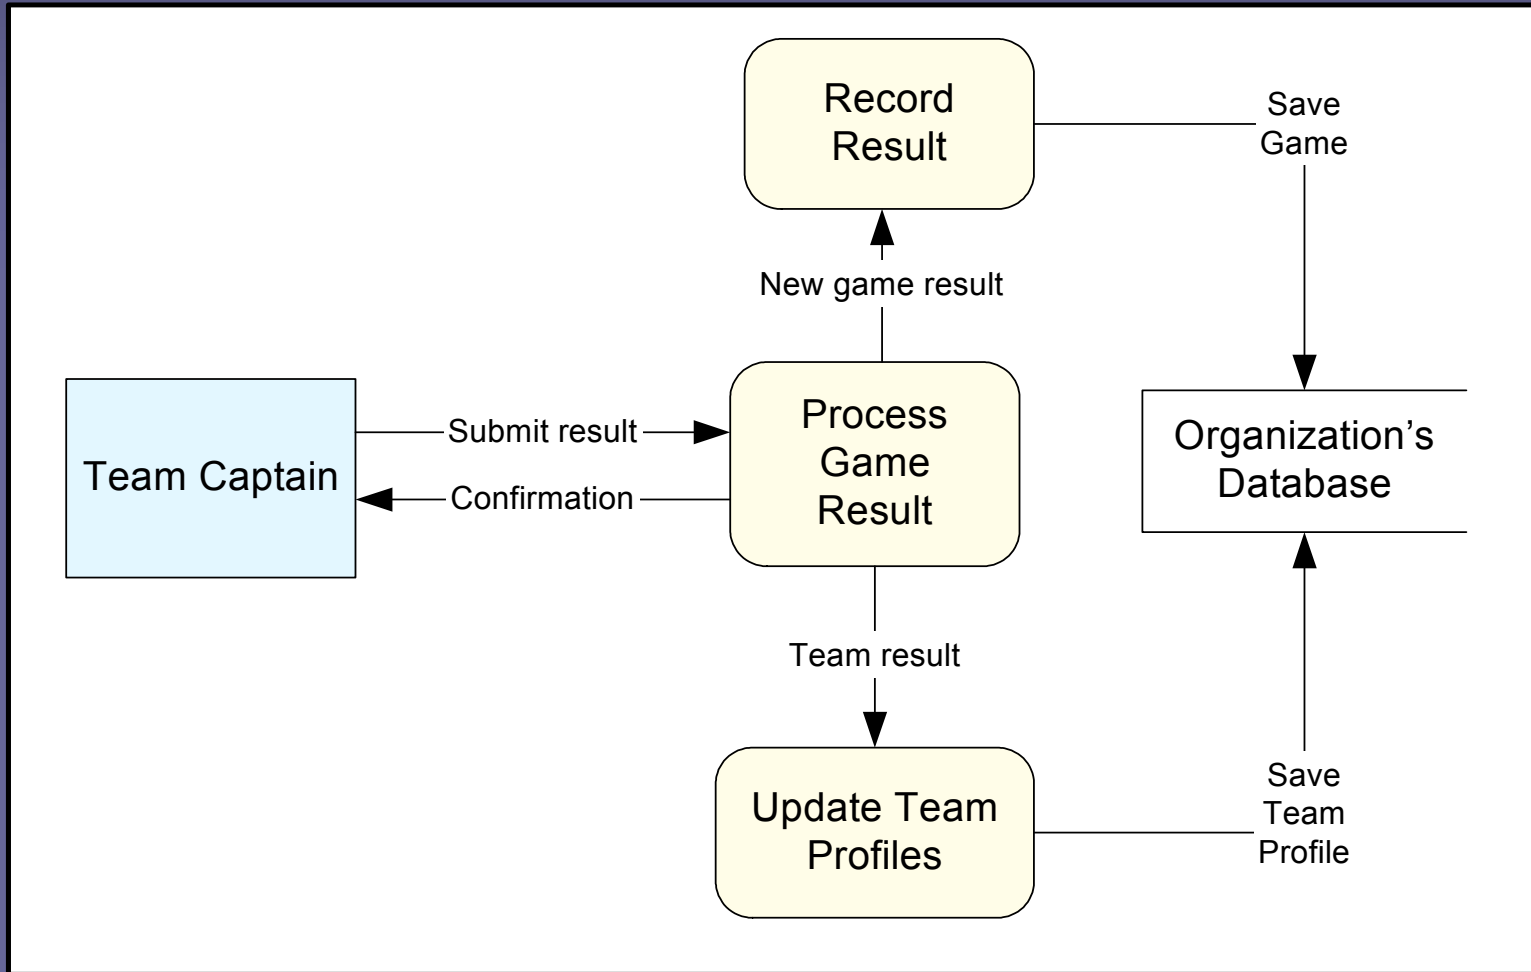 Record
Result
Save
Game
New game result
Team Captain
Submit result
Confirmation
Process
Game
Result
Organization's
Database
Team result
Update Team
Profiles
Save
Team
Profile